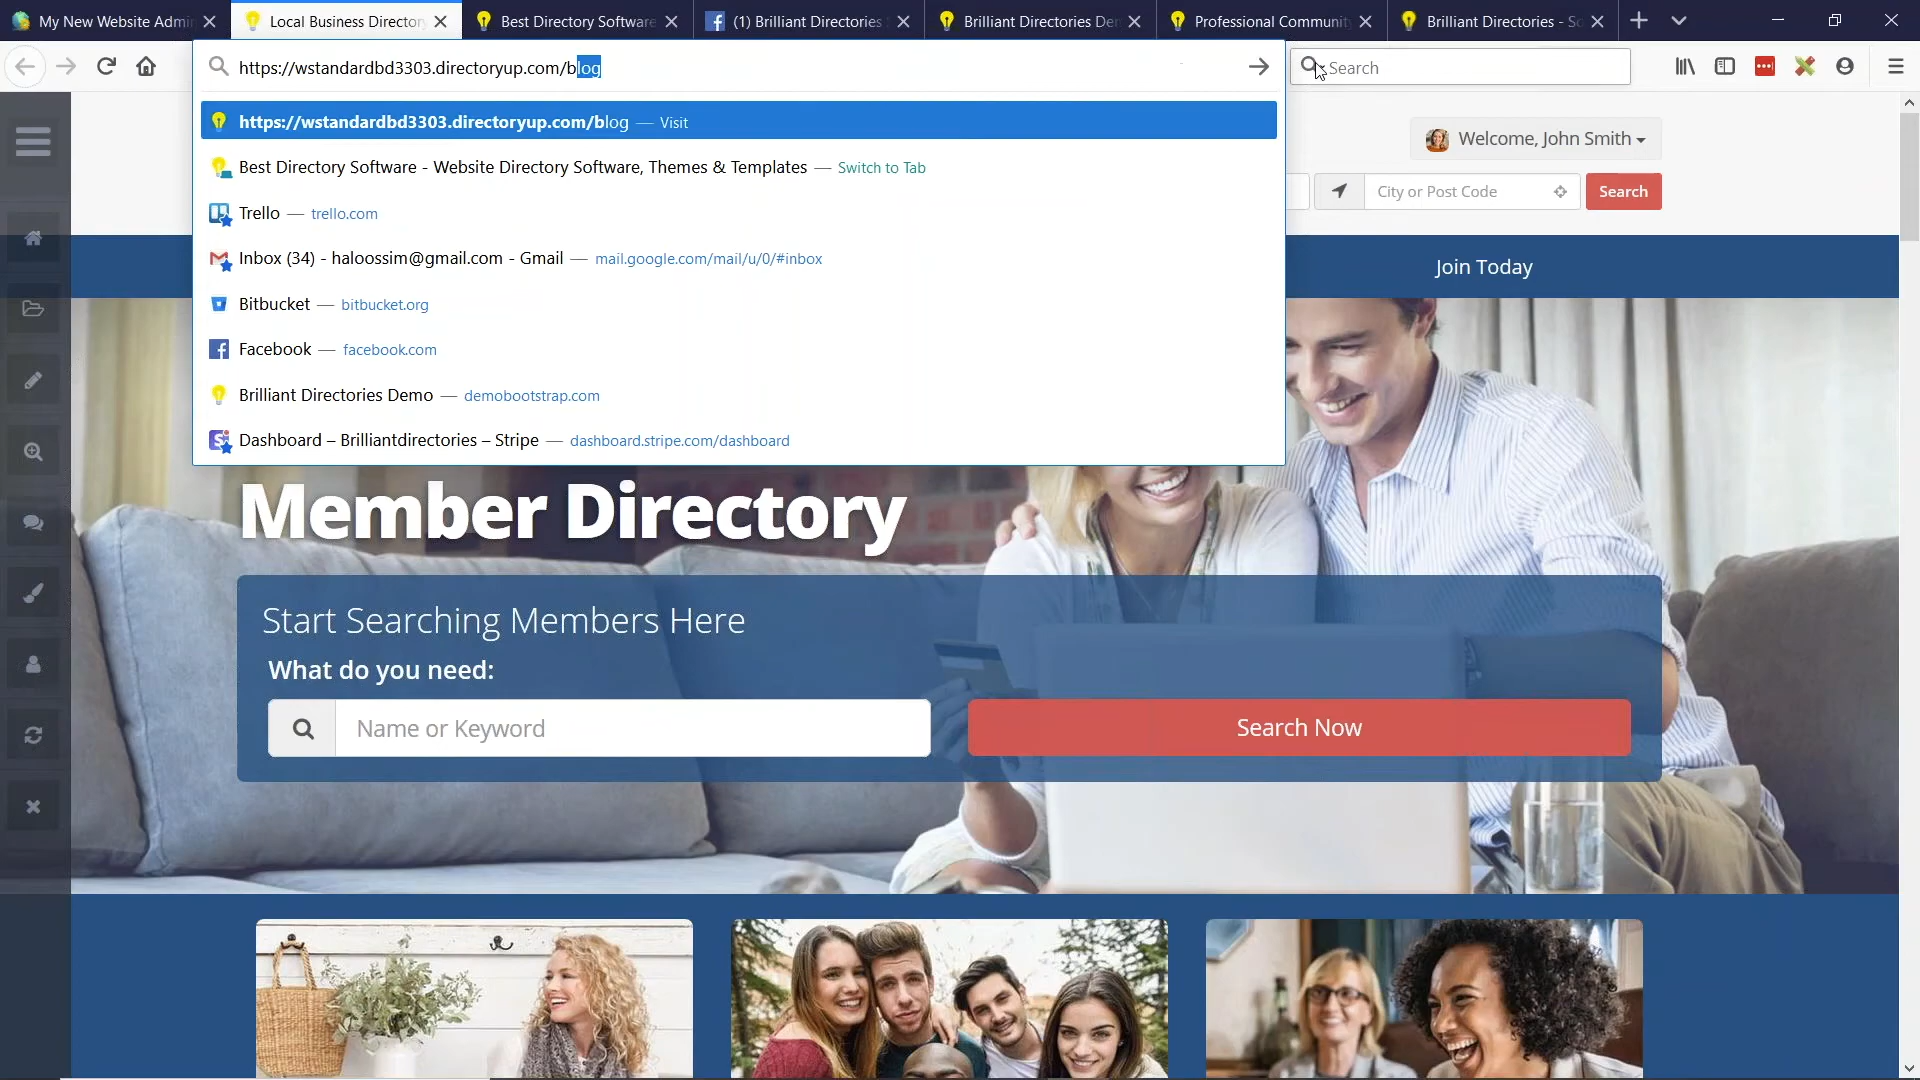 My New Website Admi
Local Business Directory
Best Directory Software
(1) Brilliant Directories
Brilliant Directories De
Professional Communit
Brilliant Directories - S
https://wstandardbd3303.directoryup.com/blog
Search
https://wstandardbd3303.directoryup.com/blog — Visit
Best Directory Software - Website Directory Software, Themes & Templates — Switch to Tab
Trello — trello.com
Inbox (34) - haloossim@gmail.com - Gmail — mail.google.com/mail/u/0/#inbox
Bitbucket — bitbucket.org
Facebook — facebook.com
Brilliant Directories Demo — demobootstrap.com
Dashboard – Brilliantdirectories – Stripe — dashboard.stripe.com/dashboard
Welcome, John Smith
City or Post Code
Search
Join Today
Member Directory
Start Searching Members Here
What do you need:
Name or Keyword
Search Now